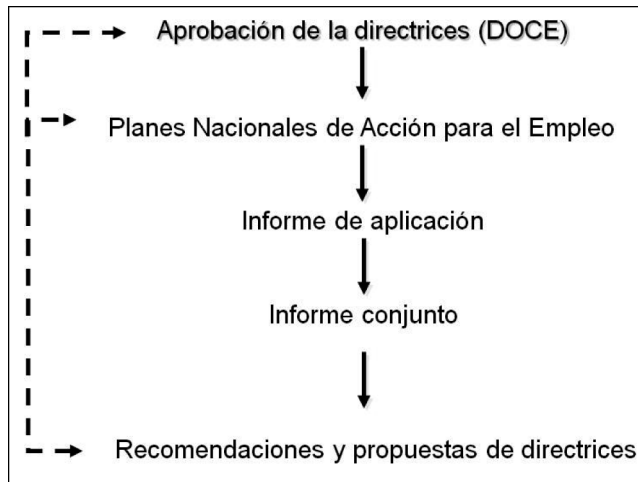 Aprobación de la directrices (DOCE)
Planes Nacionales de Acción para el Empleo
Informe de aplicación
Informe conjunto
Recomendaciones y propuestas de directrices